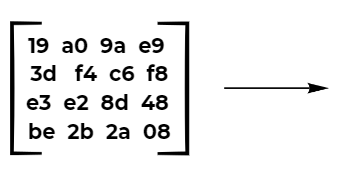 19 a0 9a e9
3d f4 c6 f8
e3 e2 8d 48
be 2b 2a 08